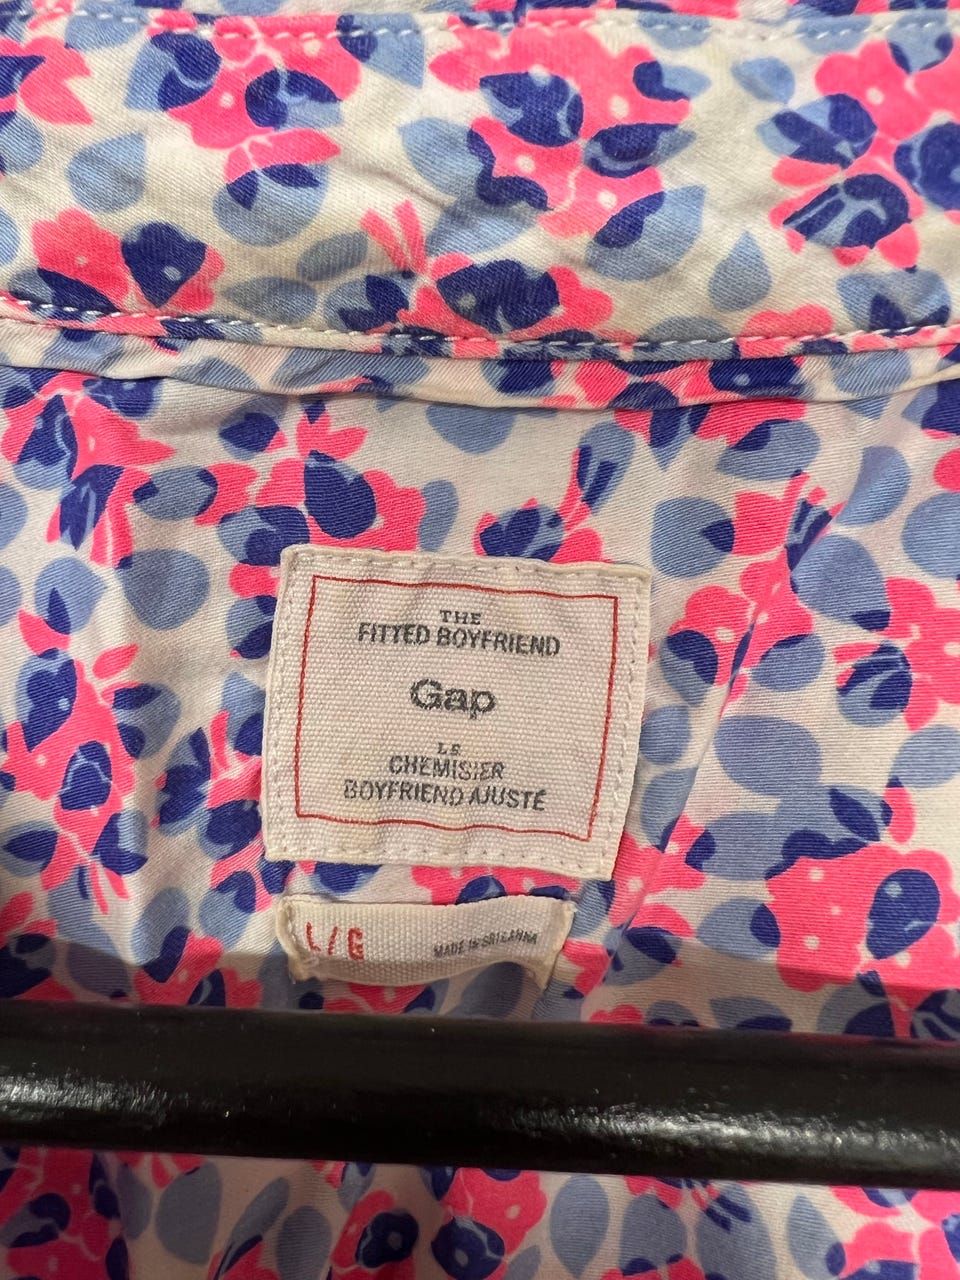 THE
FITTED BOYFRIEND
Gap
LE
CHEMISIER
BOYFRIEND AJUSTÉ
L/G
MADE IN SRI LANKA